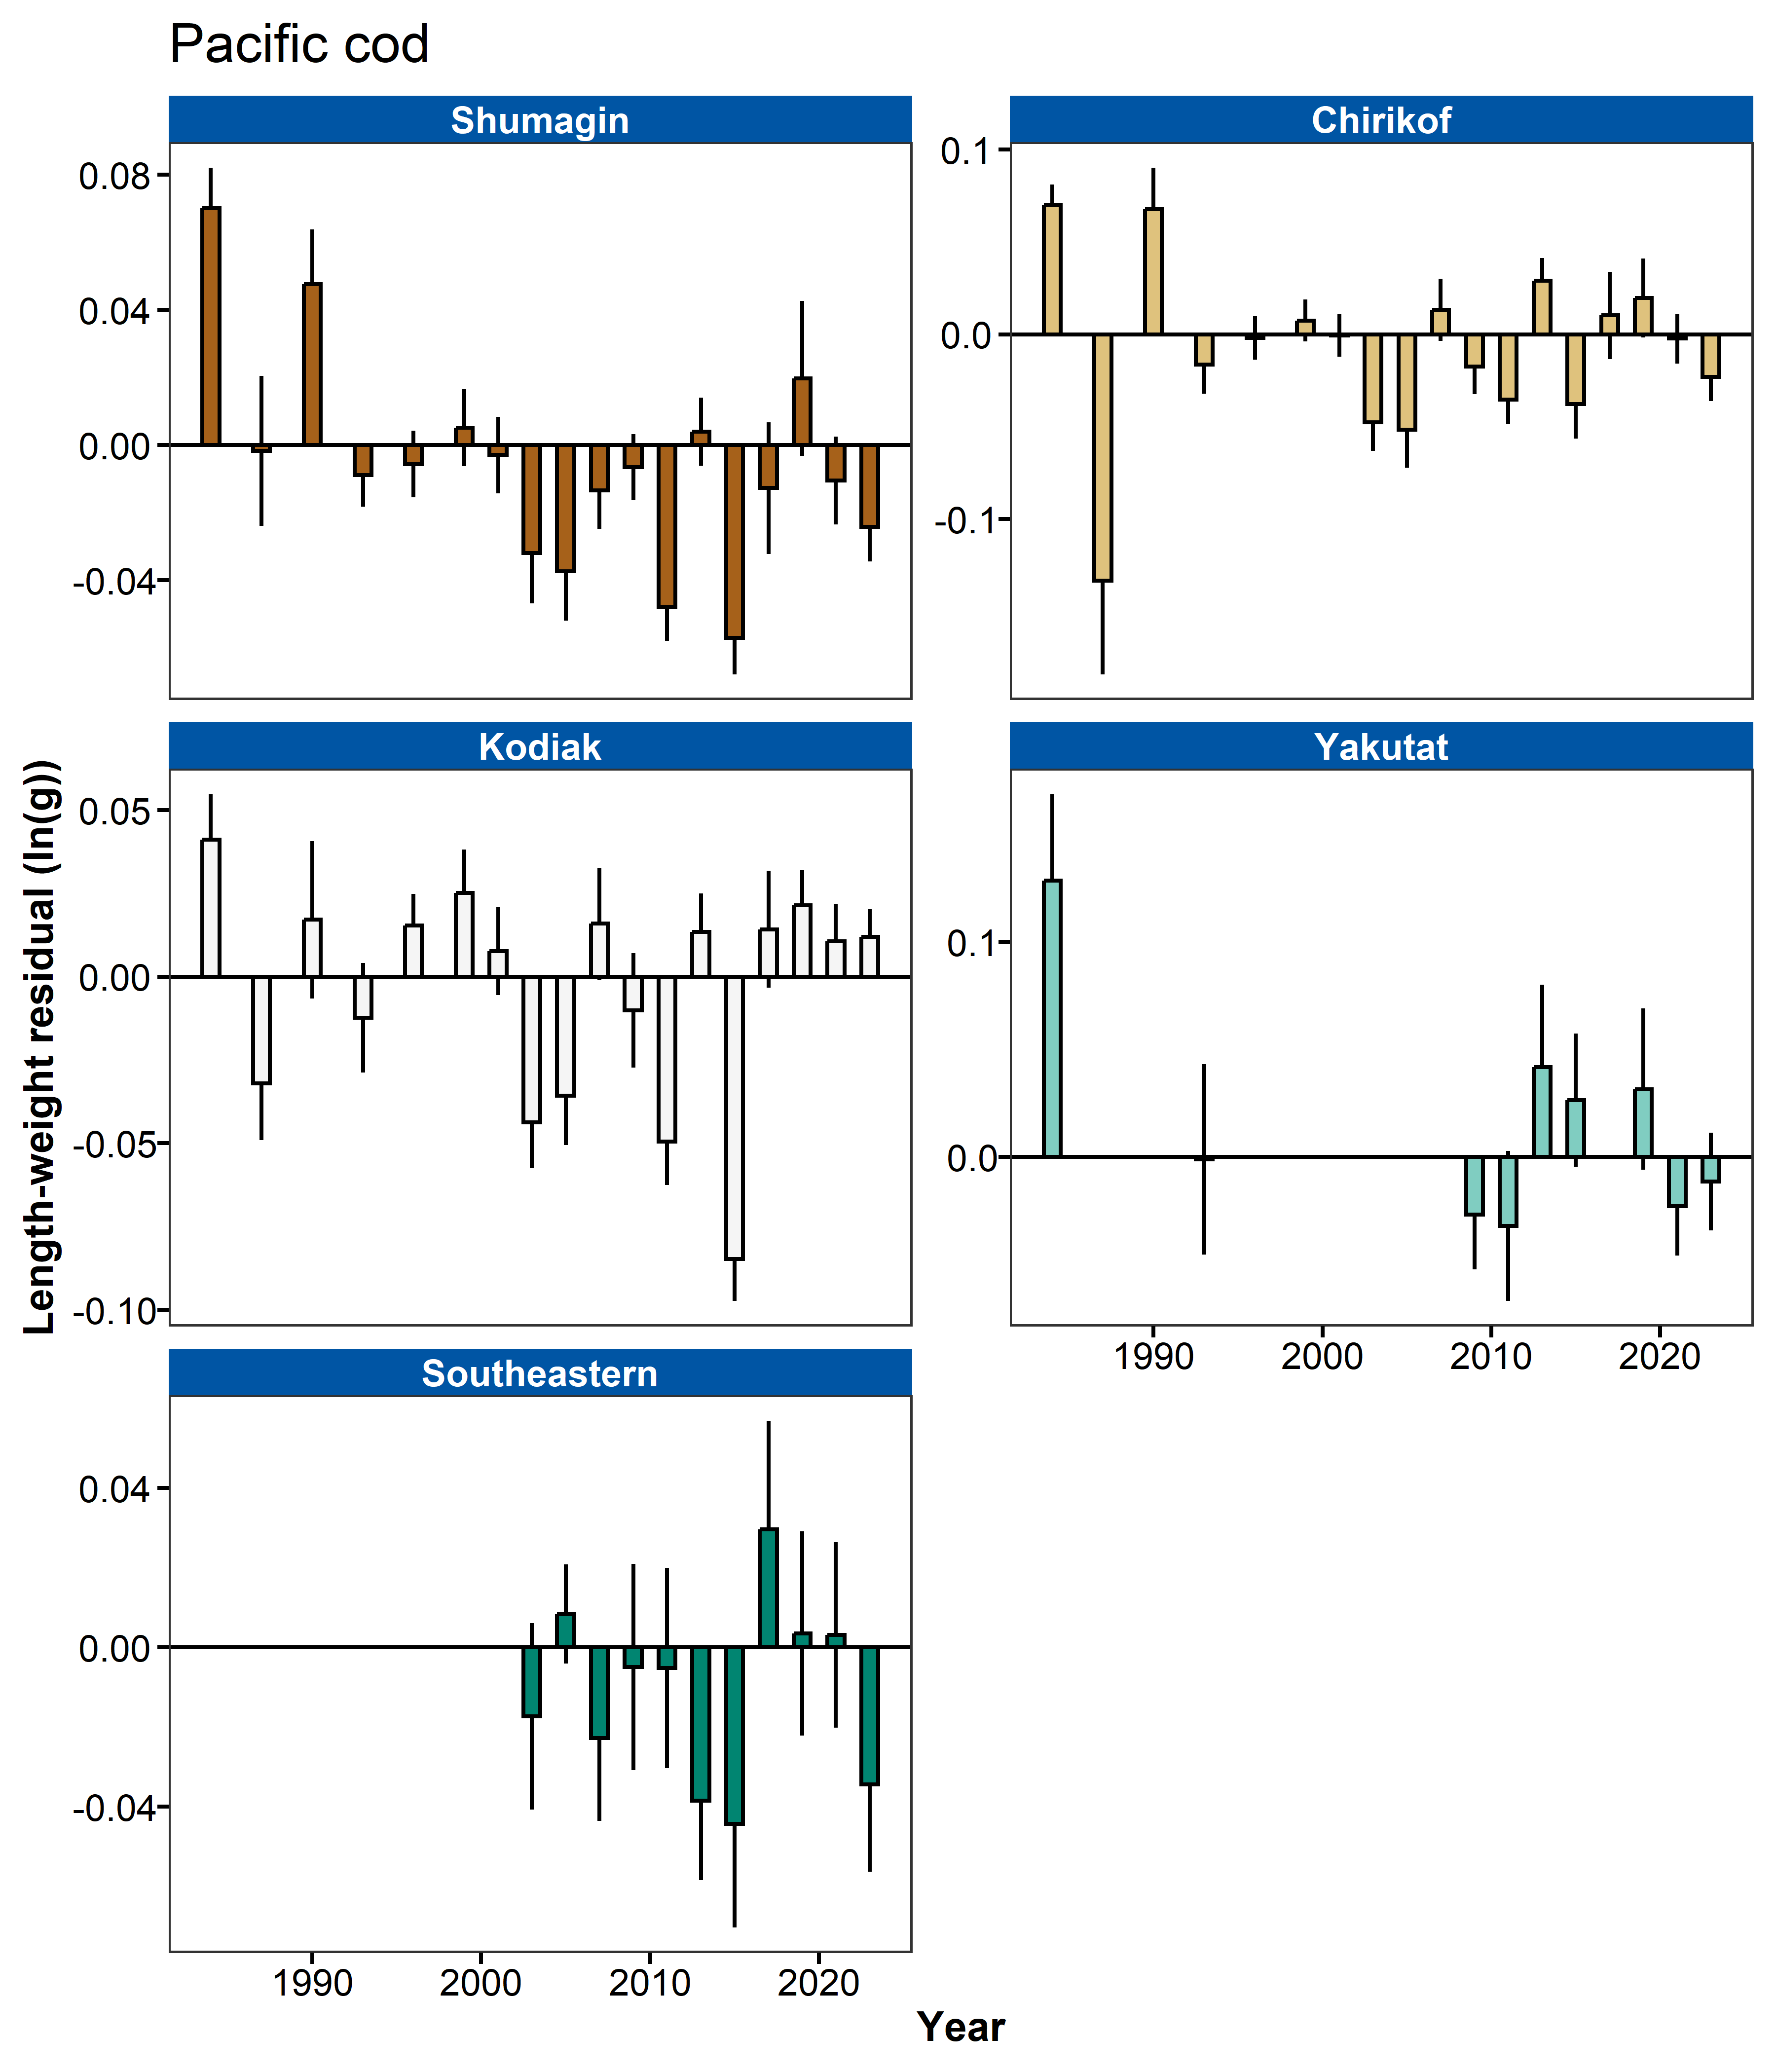 Pacific cod
Shumagin
Chirikof
0.08
0.04
0.00
-0.04
0.1
0.0
-0.1
Kodiak
Yakutat
Length-weight residual (ln(g))
0.05
0.00
-0.05
-0.10
0.1
0.0
1990 2000 2010 2020
Southeastern
0.04
0.00
-0.04
1990 2000 2010 2020
Year